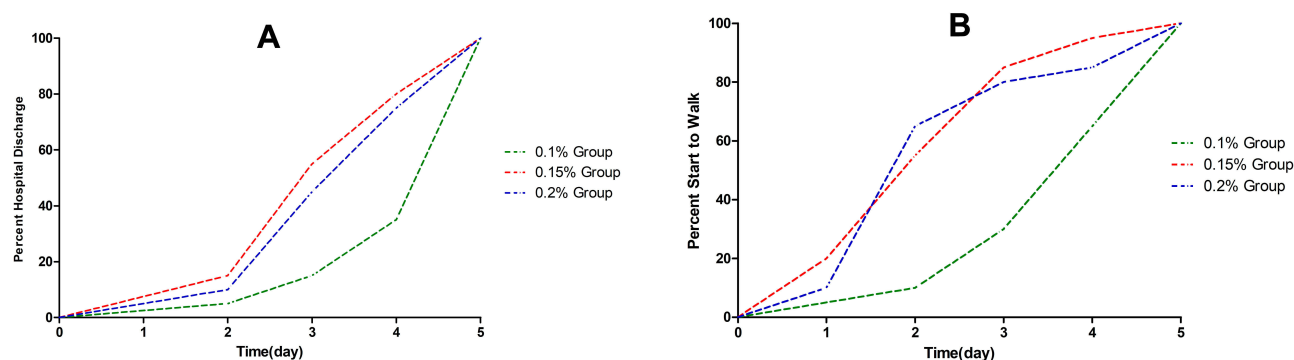 A
Percent Hospital Discharge
100
80
60
40
20
0
0 1 2 3 4 5
Time(day)
0.1% Group
0.15% Group
0.2% Group
B
Percent Start to Walk
100
80
60
40
20
0
0 1 2 3 4 5
Time(day)
0.1% Group
0.15% Group
0.2% Group